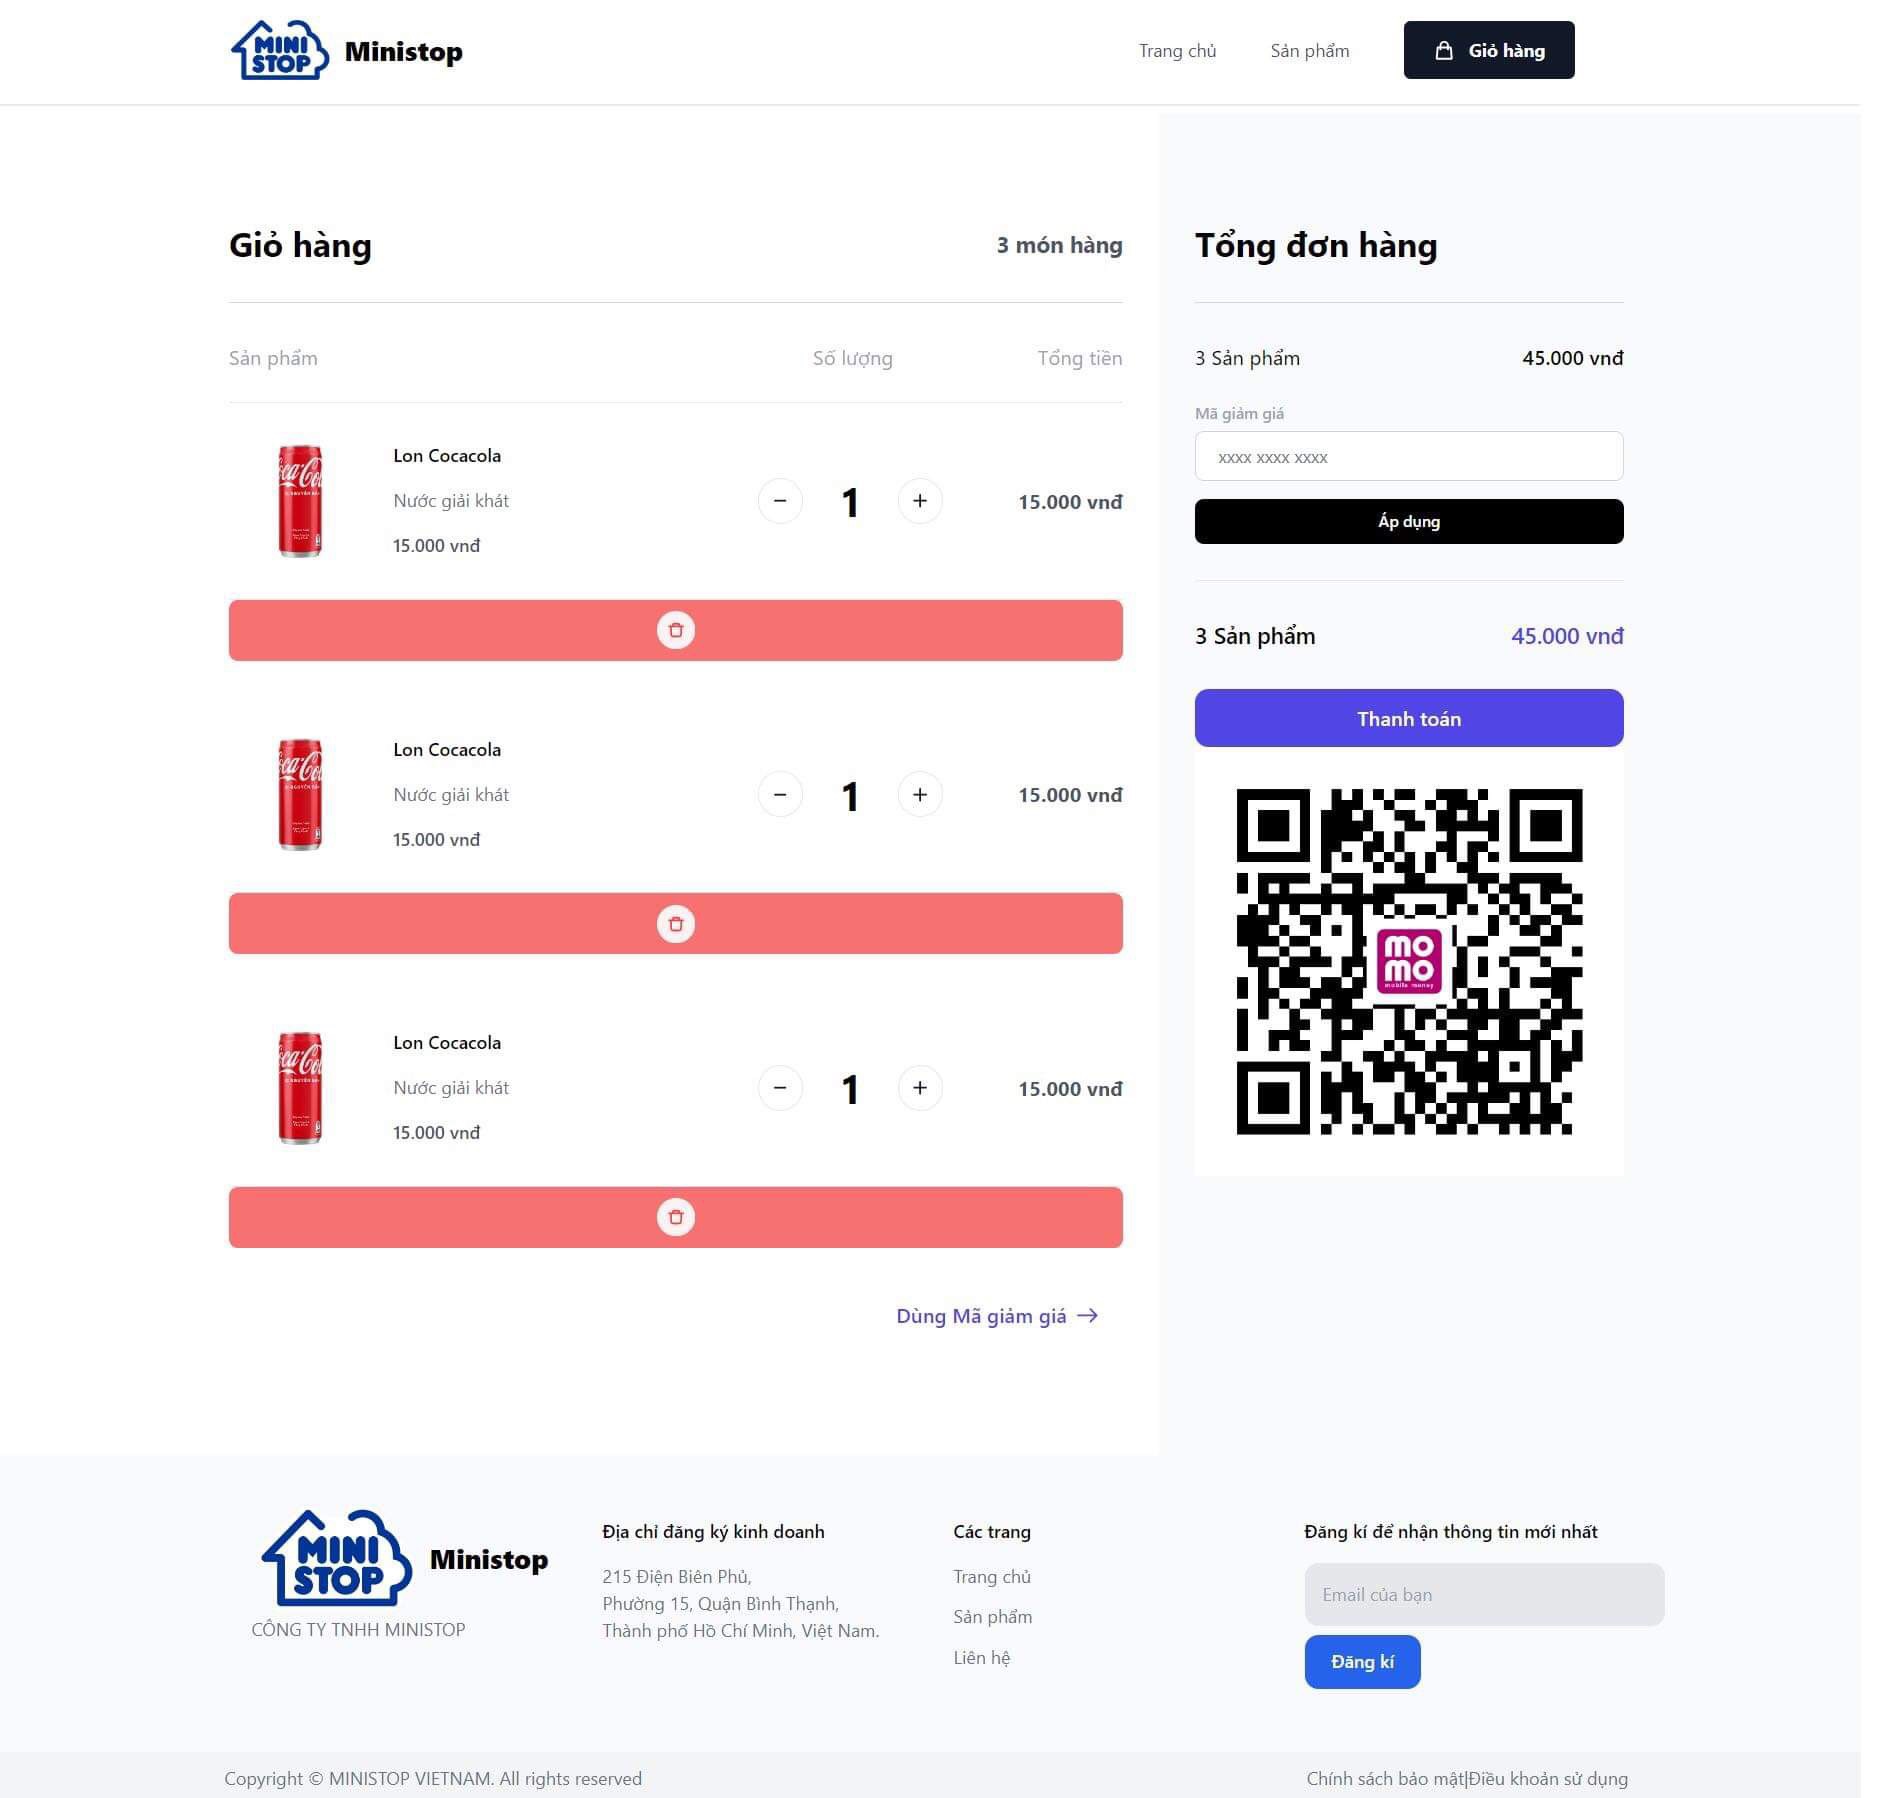 MINI
STOP
Ministop
Trang chủ
Sản phẩm
Giỏ hàng
Giỏ hàng
3 món hàng
Sản phẩm
Số lượng
Tổng tiền
Lon Cocacola
Nước giải khát
15.000 vnđ
1
15.000 vnđ
Lon Cocacola
Nước giải khát
15.000 vnđ
1
15.000 vnđ
Lon Cocacola
Nước giải khát
15.000 vnđ
1
15.000 vnđ
Dùng Mã giảm giá
Tổng đơn hàng
3 Sản phẩm
45.000 vnđ
Mã giảm giá
xxxx xxxx xxxx
Áp dụng
3 Sản phẩm
45.000 vnđ
Thanh toán
mo
mo
mobile money
MINI
STOP
Ministop
CÔNG TY TNHH MINISTOP
Địa chỉ đăng ký kinh doanh
215 Điện Biên Phủ,
Phường 15, Quận Bình Thạnh,
Thành phố Hồ Chí Minh, Việt Nam.
Các trang
Trang chủ
Sản phẩm
Liên hệ
Đăng kí để nhận thông tin mới nhất
Email của bạn
Đăng kí
Copyright © MINISTOP VIETNAM. All rights reserved
Chính sách bảo mật|Điều khoản sử dụng